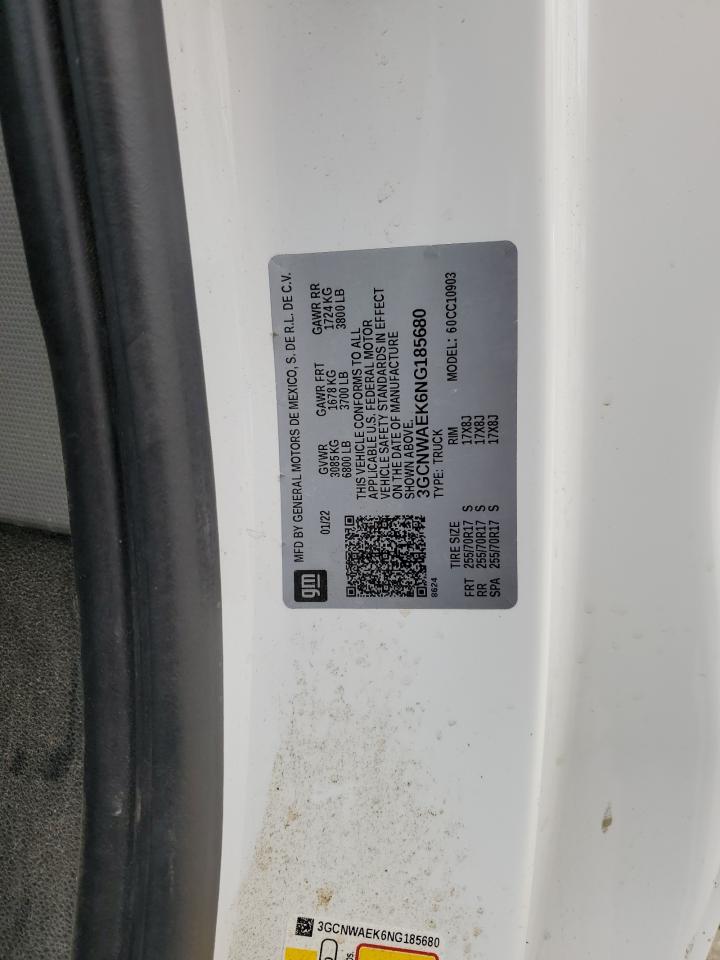 gm
MFD BY GENERAL MOTORS DE MEXICO, S. DE R.L. DE C.V.
01/22 GVWR GAWR FRT GAWR RR
3085 KG 1678 KG 1724 KG
6800 LB 3700 LB 3800 LB
THIS VEHICLE CONFORMS TO ALL
APPLICABLE U.S. FEDERAL MOTOR
VEHICLE SAFETY STANDARDS IN EFFECT
ON THE DATE OF MANUFACTURE
SHOWN ABOVE.
3GCNWAEK6NG185680
8624 TYPE: TRUCK MODEL: 60CC10903
TIRE SIZE RIM
FRT 255/70R17 S 17X8J
RR 255/70R17 S 17X8J
SPA 255/70R17 S 17X8J
3GCNWAEK6NG185680